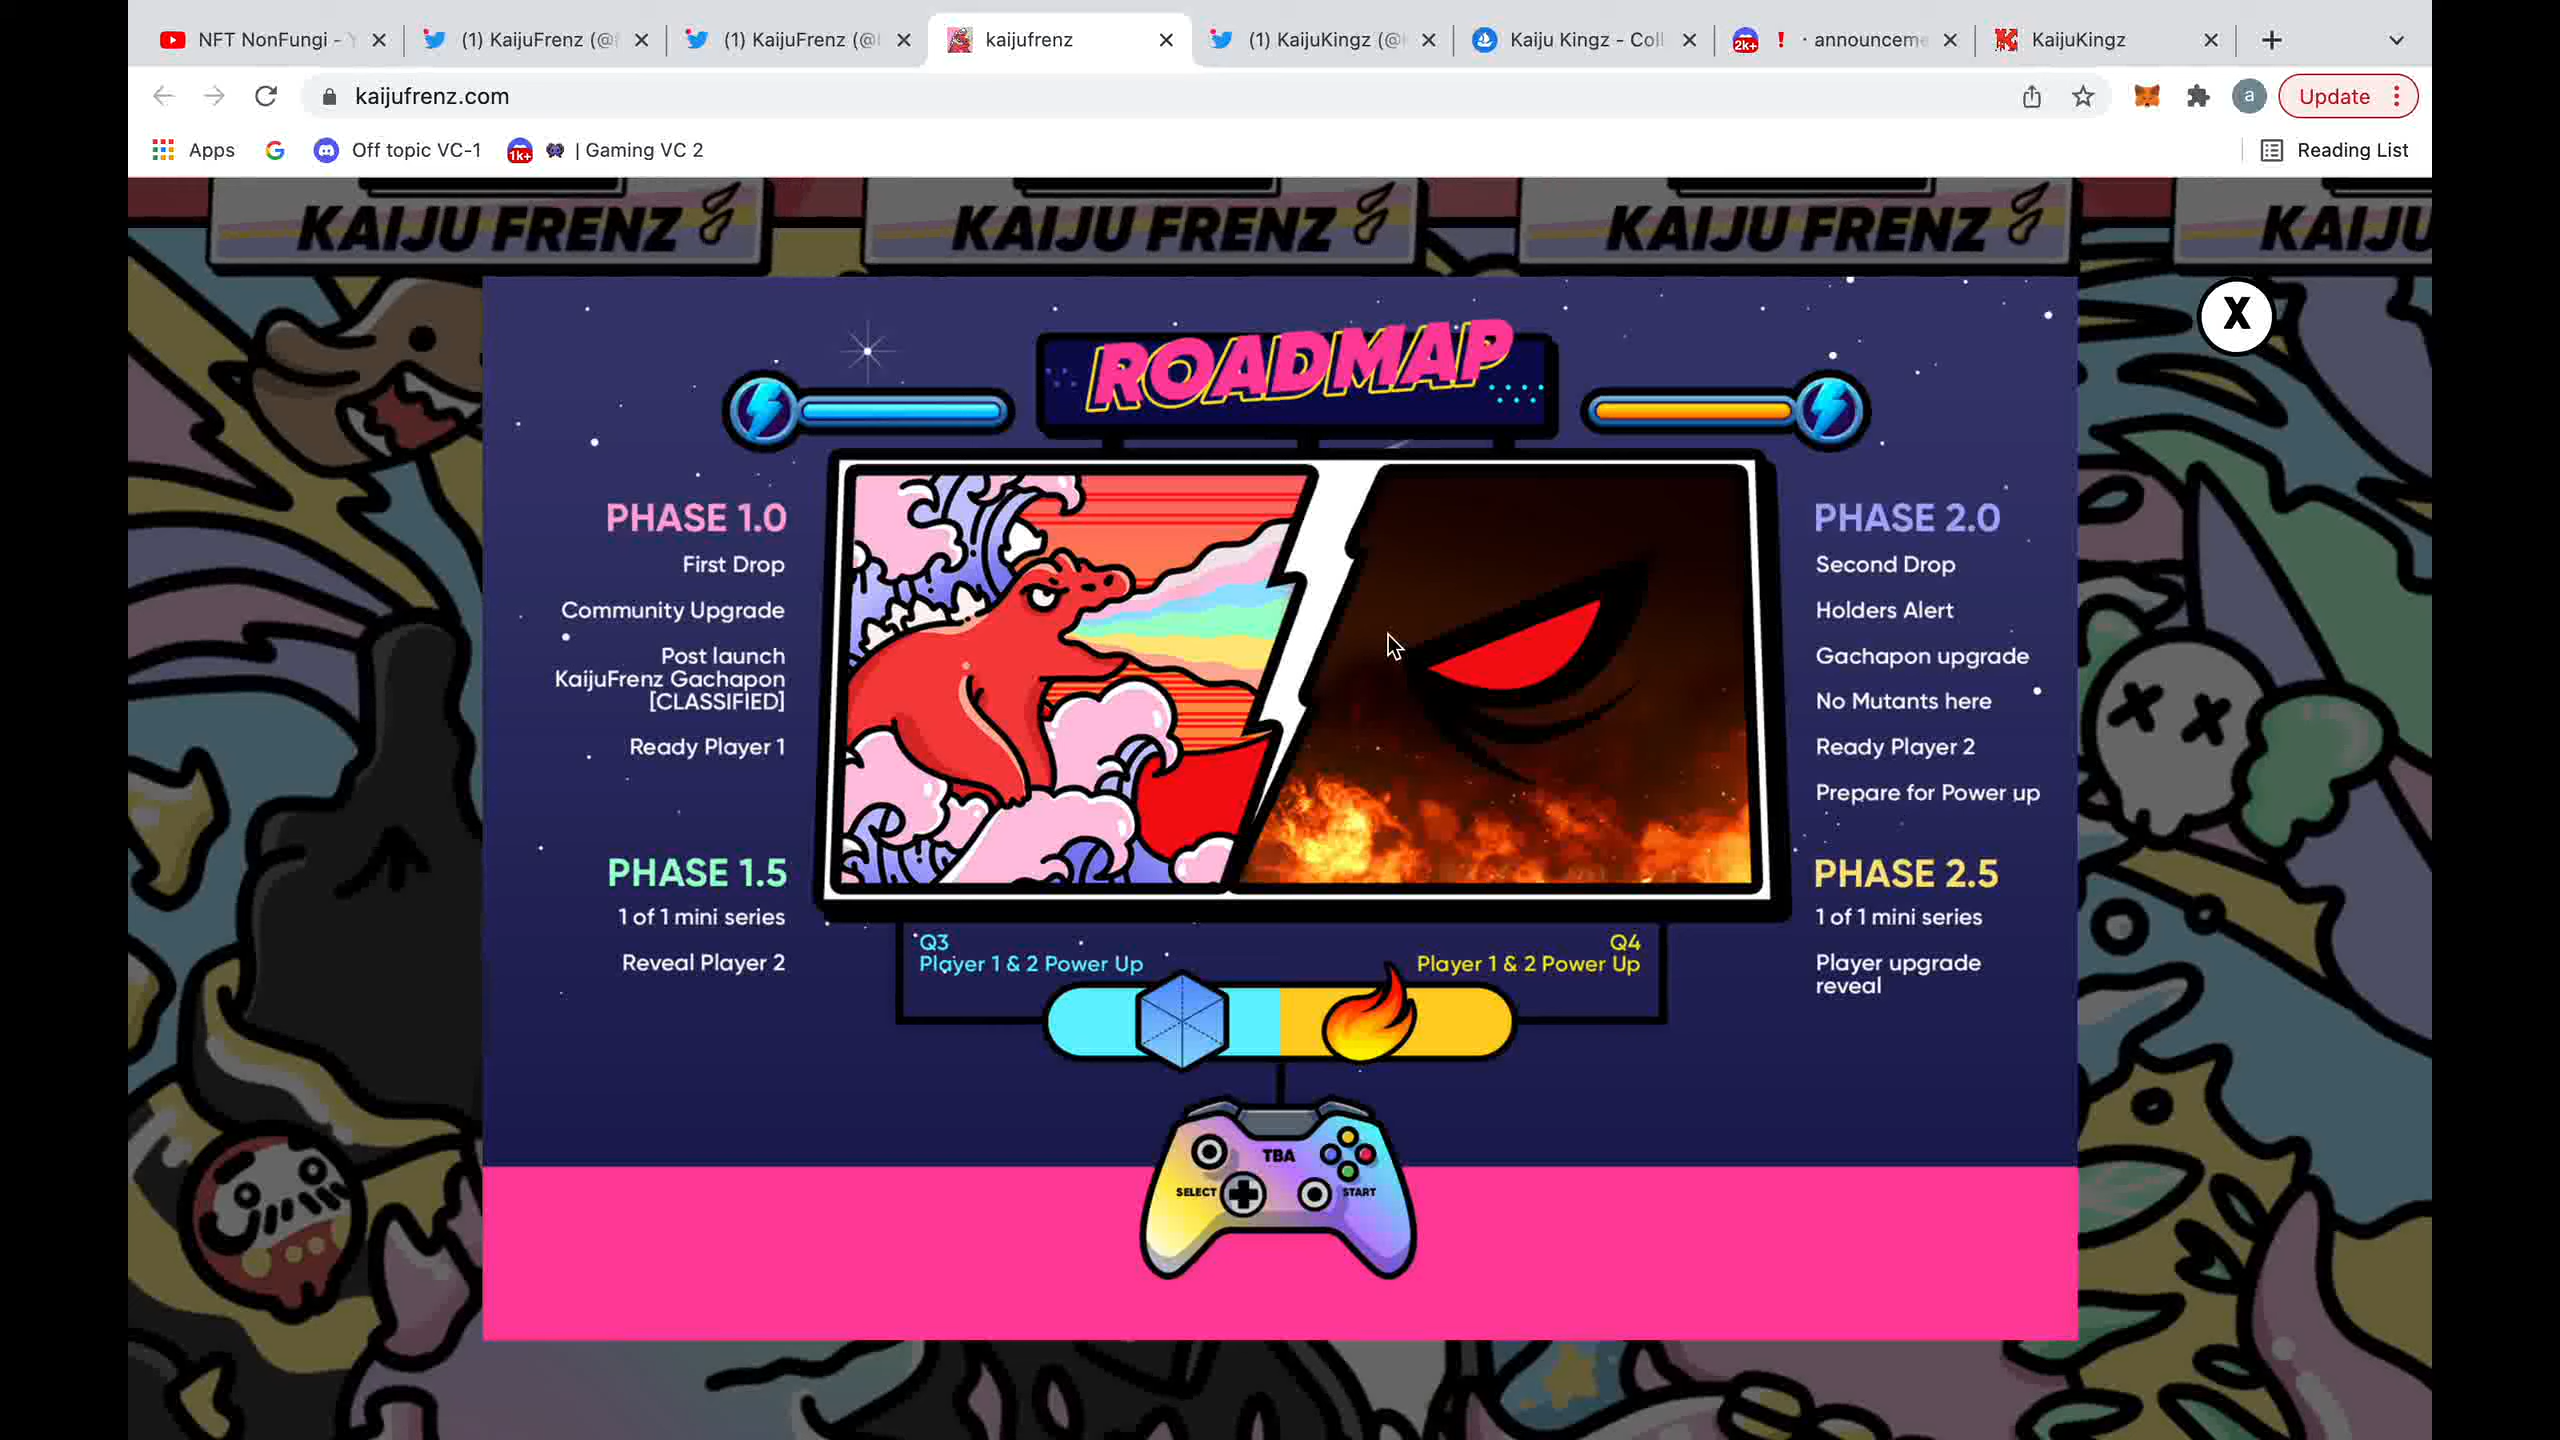 NFT NonFungi -
(1) KaijuFrenz (@
(1) KaijuFrenz (@
kaijufrenz
(1) KaijuKingz (@
Kaiju Kingz - Coll
2k+
! · announceme
KaijuKingz
kaijufrenz.com
a
Update
Apps
Off topic VC-1
1k+
| Gaming VC 2
Reading List
KAIJU FRENZ
KAIJU FRENZ
KAIJU FRENZ
KAIJU
X
ROADMAP
PHASE 1.0
First Drop
Community Upgrade
Post launch
KaijuFrenz Gachapon
[CLASSIFIED]
Ready Player 1
PHASE 1.5
1 of 1 mini series
Reveal Player 2
PHASE 2.0
Second Drop
Holders Alert
Gachapon upgrade
No Mutants here
Ready Player 2
Prepare for Power up
PHASE 2.5
1 of 1 mini series
Player upgrade
reveal
Q3
Player 1 & 2 Power Up
Q4
Player 1 & 2 Power Up
TBA
SELECT
START